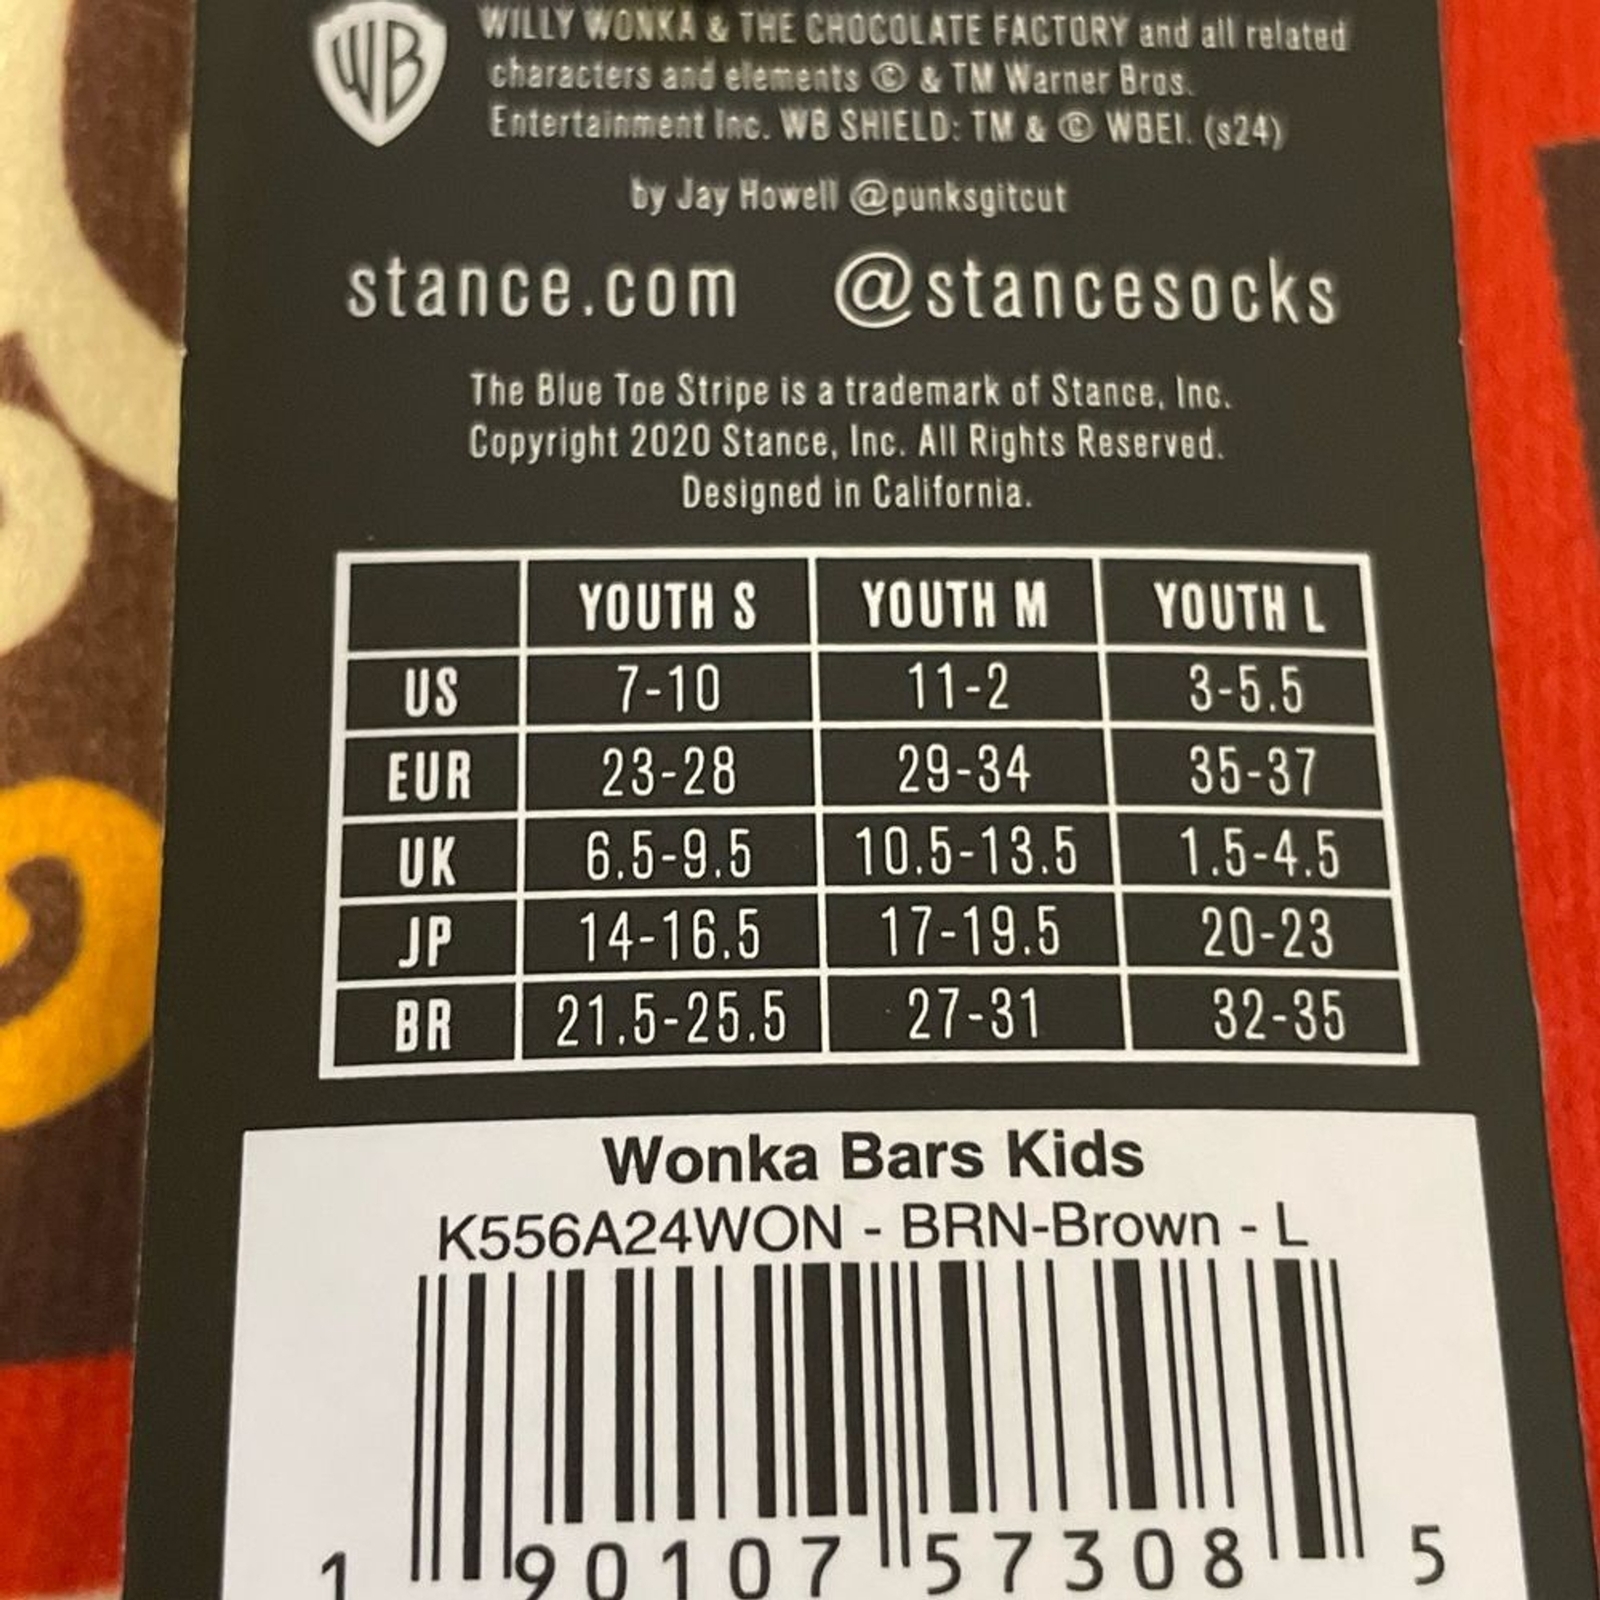 WB
WILLY WONKA & THE CHOCOLATE FACTORY and all related
characters and elements © & TM Warner Bros.
Entertainment Inc. WB SHIELD: TM & © WBEI. (s24)
by Jay Howell @punksgitcut
stance.com @stancesocks
The Blue Toe Stripe is a trademark of Stance, Inc.
Copyright 2020 Stance, Inc. All Rights Reserved.
Designed in California.
YOUTH S YOUTH M YOUTH L
US 7-10 11-2 3-5.5
EUR 23-28 29-34 35-37
UK 6.5-9.5 10.5-13.5 1.5-4.5
JP 14-16.5 17-19.5 20-23
BR 21.5-25.5 27-31 32-35
Wonka Bars Kids
K556A24WON - BRN-Brown - L
1 90107 57308 5